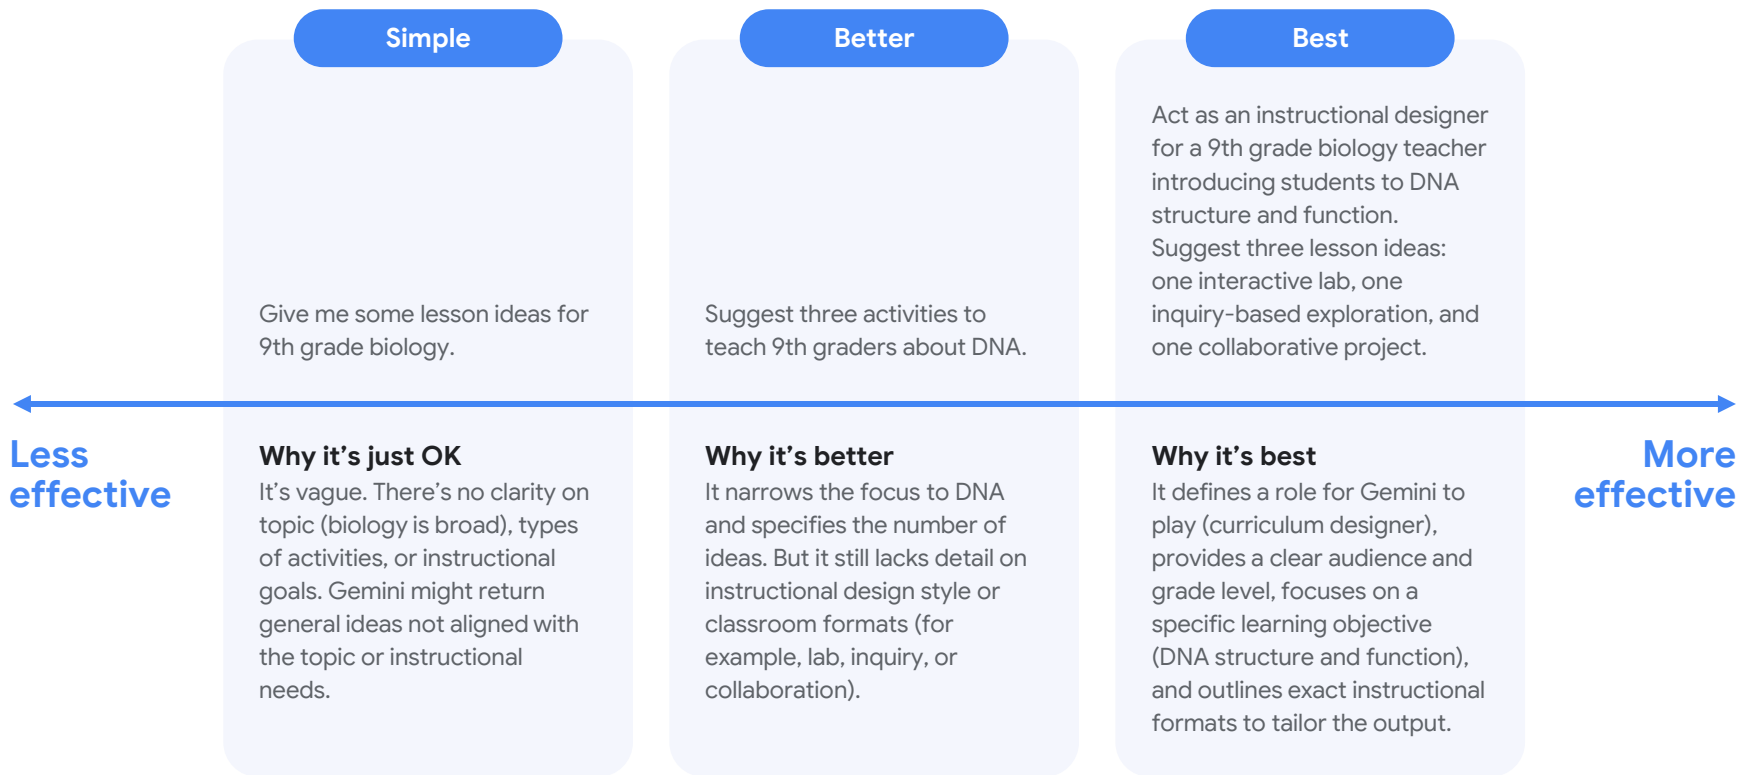 Simple
Give me some lesson ideas for
9th grade biology.
Better
Suggest three activities to
teach 9th graders about DNA.
Best
Act as an instructional designer
for a 9th grade biology teacher
introducing students to DNA
structure and function.
Suggest three lesson ideas:
one interactive lab, one
inquiry-based exploration, and
one collaborative project.
Less
effective
Why it's just OK
It's vague. There's no clarity on
topic (biology is broad), types
of activities, or instructional
goals. Gemini might return
general ideas not aligned with
the topic or instructional
needs.
Why it's better
It narrows the focus to DNA
and specifies the number of
ideas. But it still lacks detail on
instructional design style or
classroom formats (for
example, lab, inquiry, or
collaboration).
Why it's best
It defines a role for Gemini to
play (curriculum designer),
provides a clear audience and
grade level, focuses on a
specific learning objective
(DNA structure and function),
and outlines exact instructional
formats to tailor the output.
More
effective